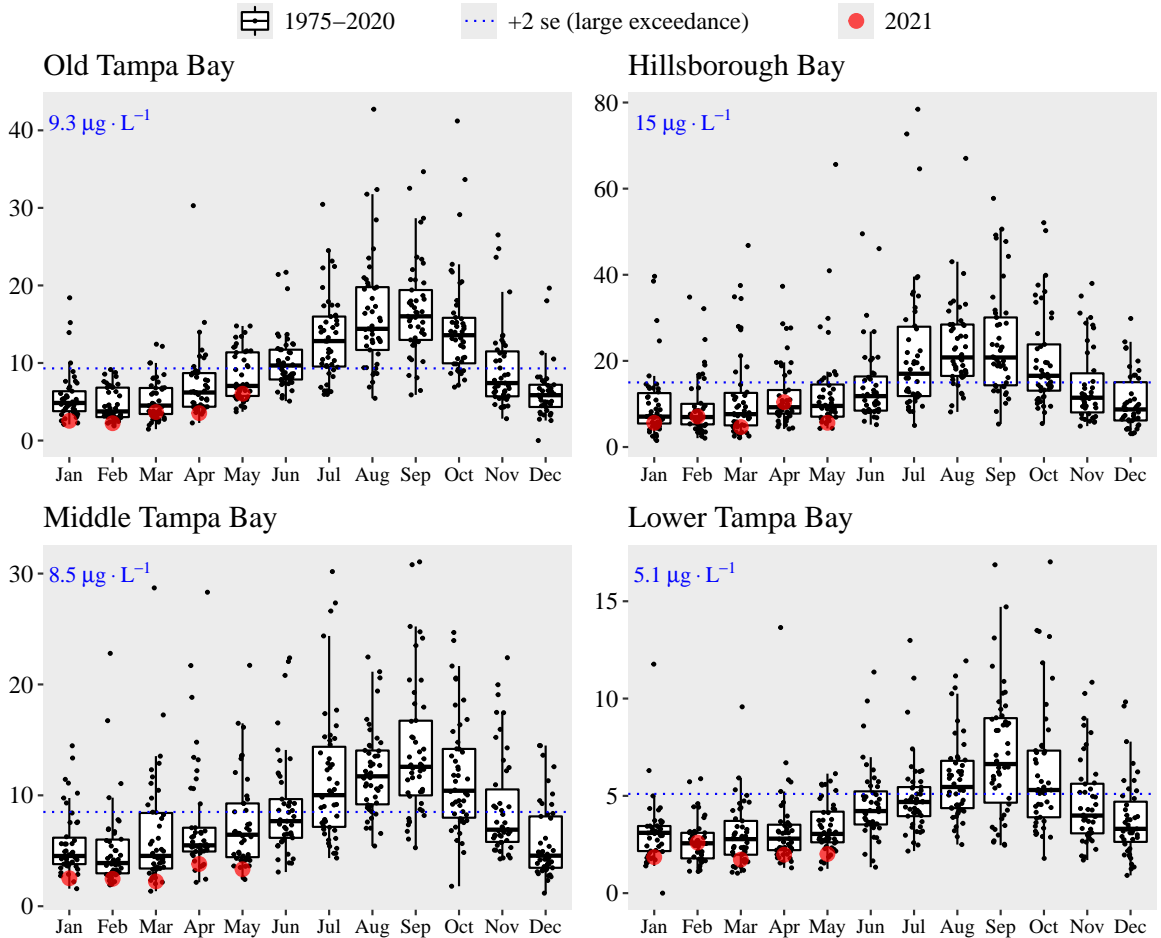 1975−2020 +2 se (large exceedance) 2021
Old Tampa Bay
9.3 μg · L⁻¹
40
30
20
10
0
Jan Feb Mar Apr May Jun Jul Aug Sep Oct Nov Dec
Hillsborough Bay
15 μg · L⁻¹
80
60
40
20
0
Jan Feb Mar Apr May Jun Jul Aug Sep Oct Nov Dec
Middle Tampa Bay
8.5 μg · L⁻¹
30
20
10
0
Jan Feb Mar Apr May Jun Jul Aug Sep Oct Nov Dec
Lower Tampa Bay
5.1 μg · L⁻¹
15
10
5
0
Jan Feb Mar Apr May Jun Jul Aug Sep Oct Nov Dec